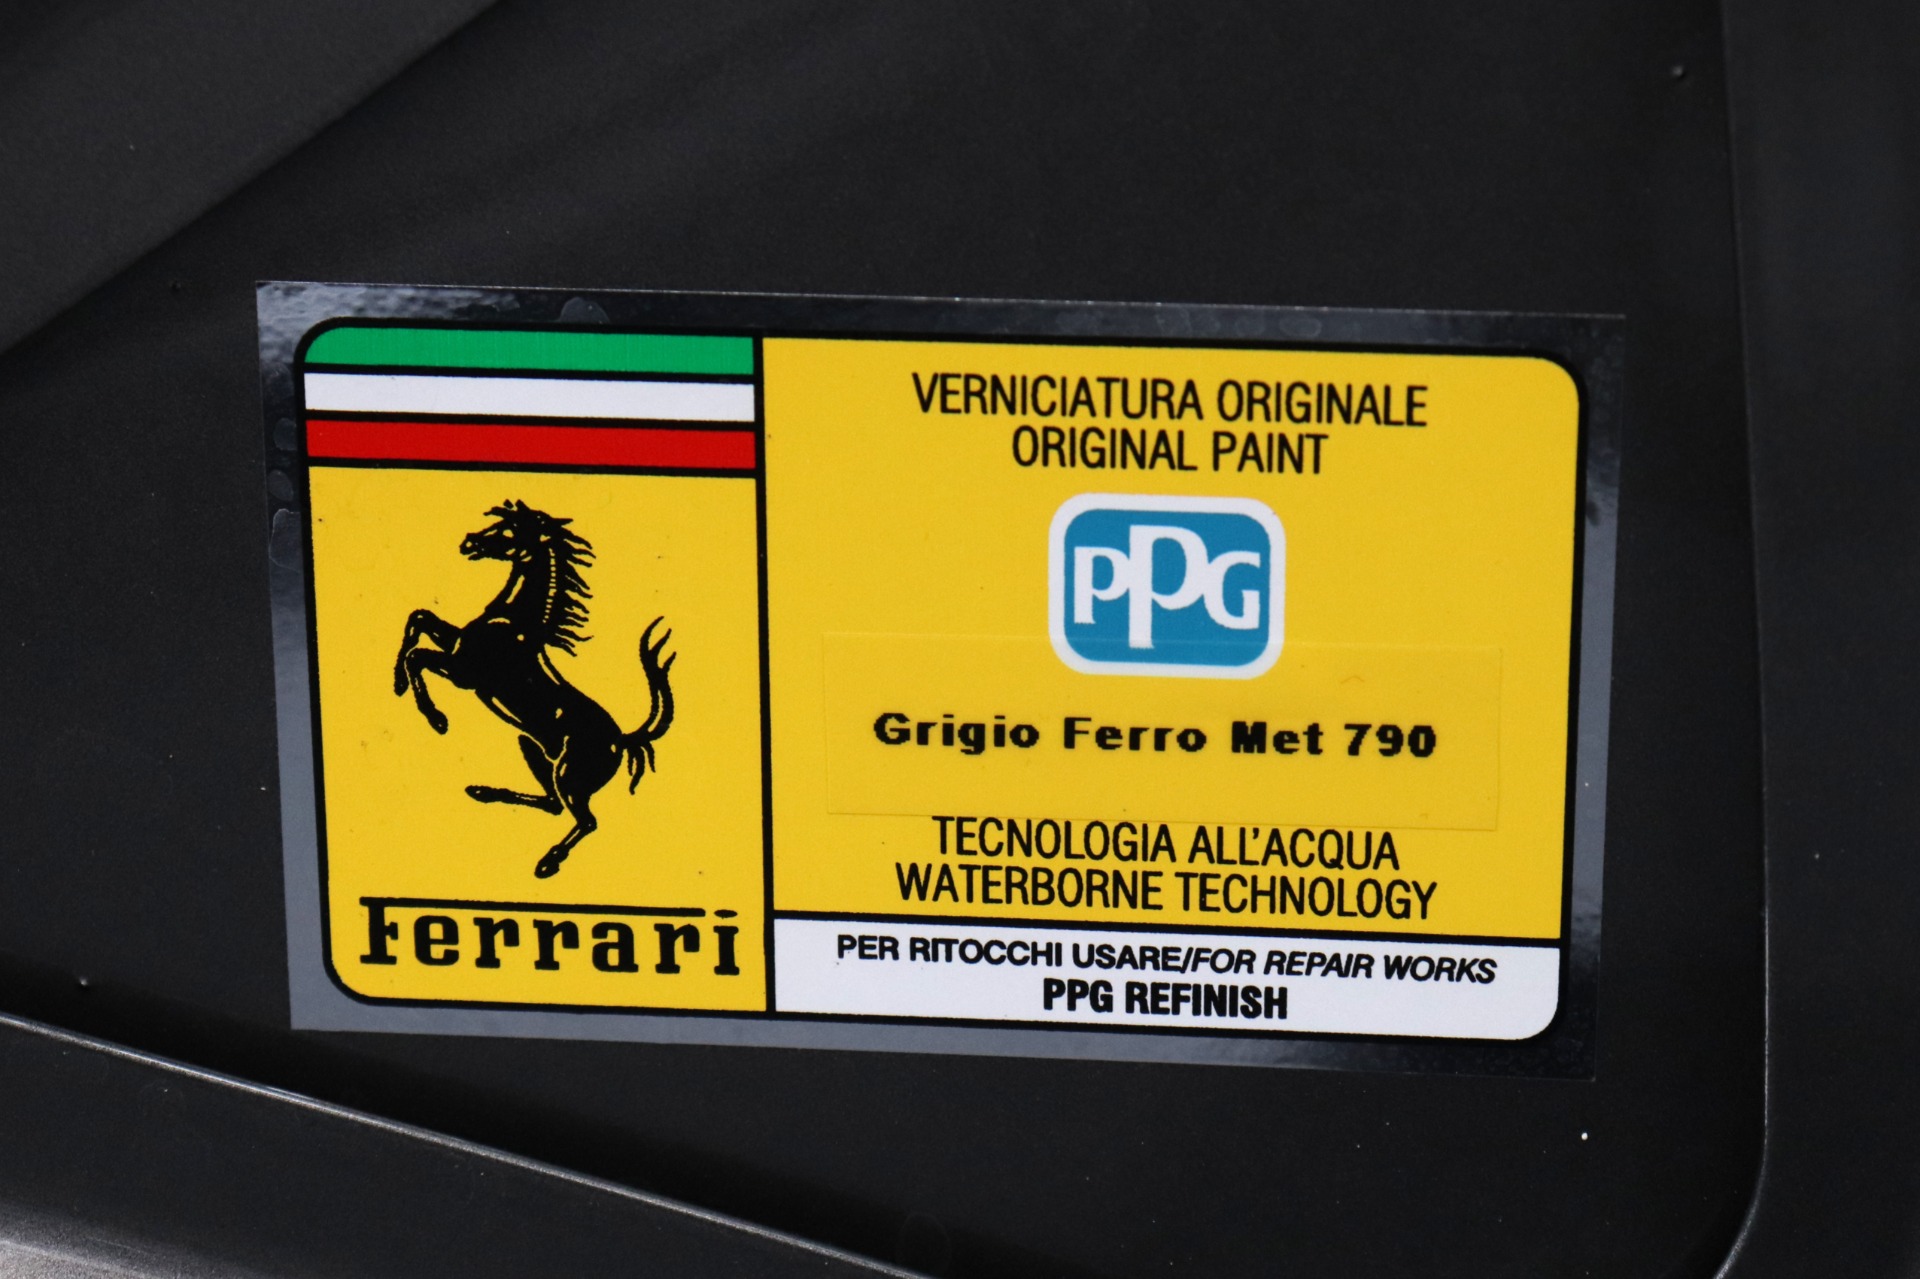 Ferrari
VERNICIATURA ORIGINALE
ORIGINAL PAINT
PPG
Grigio Ferro Met 790
TECNOLOGIA ALL'ACQUA
WATERBORNE TECHNOLOGY
PER RITOCCHI USARE/FOR REPAIR WORKS
PPG REFINISH